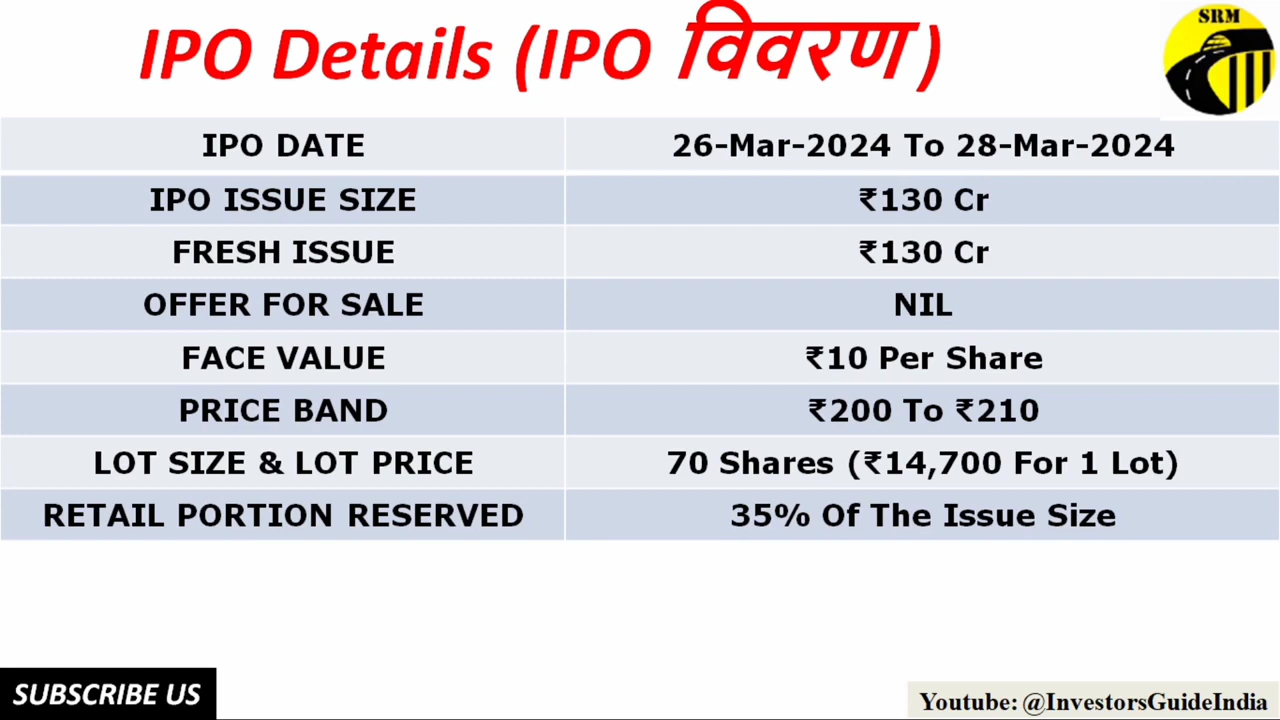 IPO Details (IPO विवरण )
SRM
IPO DATE 26-Mar-2024 To 28-Mar-2024
IPO ISSUE SIZE ₹130 Cr
FRESH ISSUE ₹130 Cr
OFFER FOR SALE NIL
FACE VALUE ₹10 Per Share
PRICE BAND ₹200 To ₹210
LOT SIZE & LOT PRICE 70 Shares (₹14,700 For 1 Lot)
RETAIL PORTION RESERVED 35% Of The Issue Size
SUBSCRIBE US
Youtube: @InvestorsGuideIndia